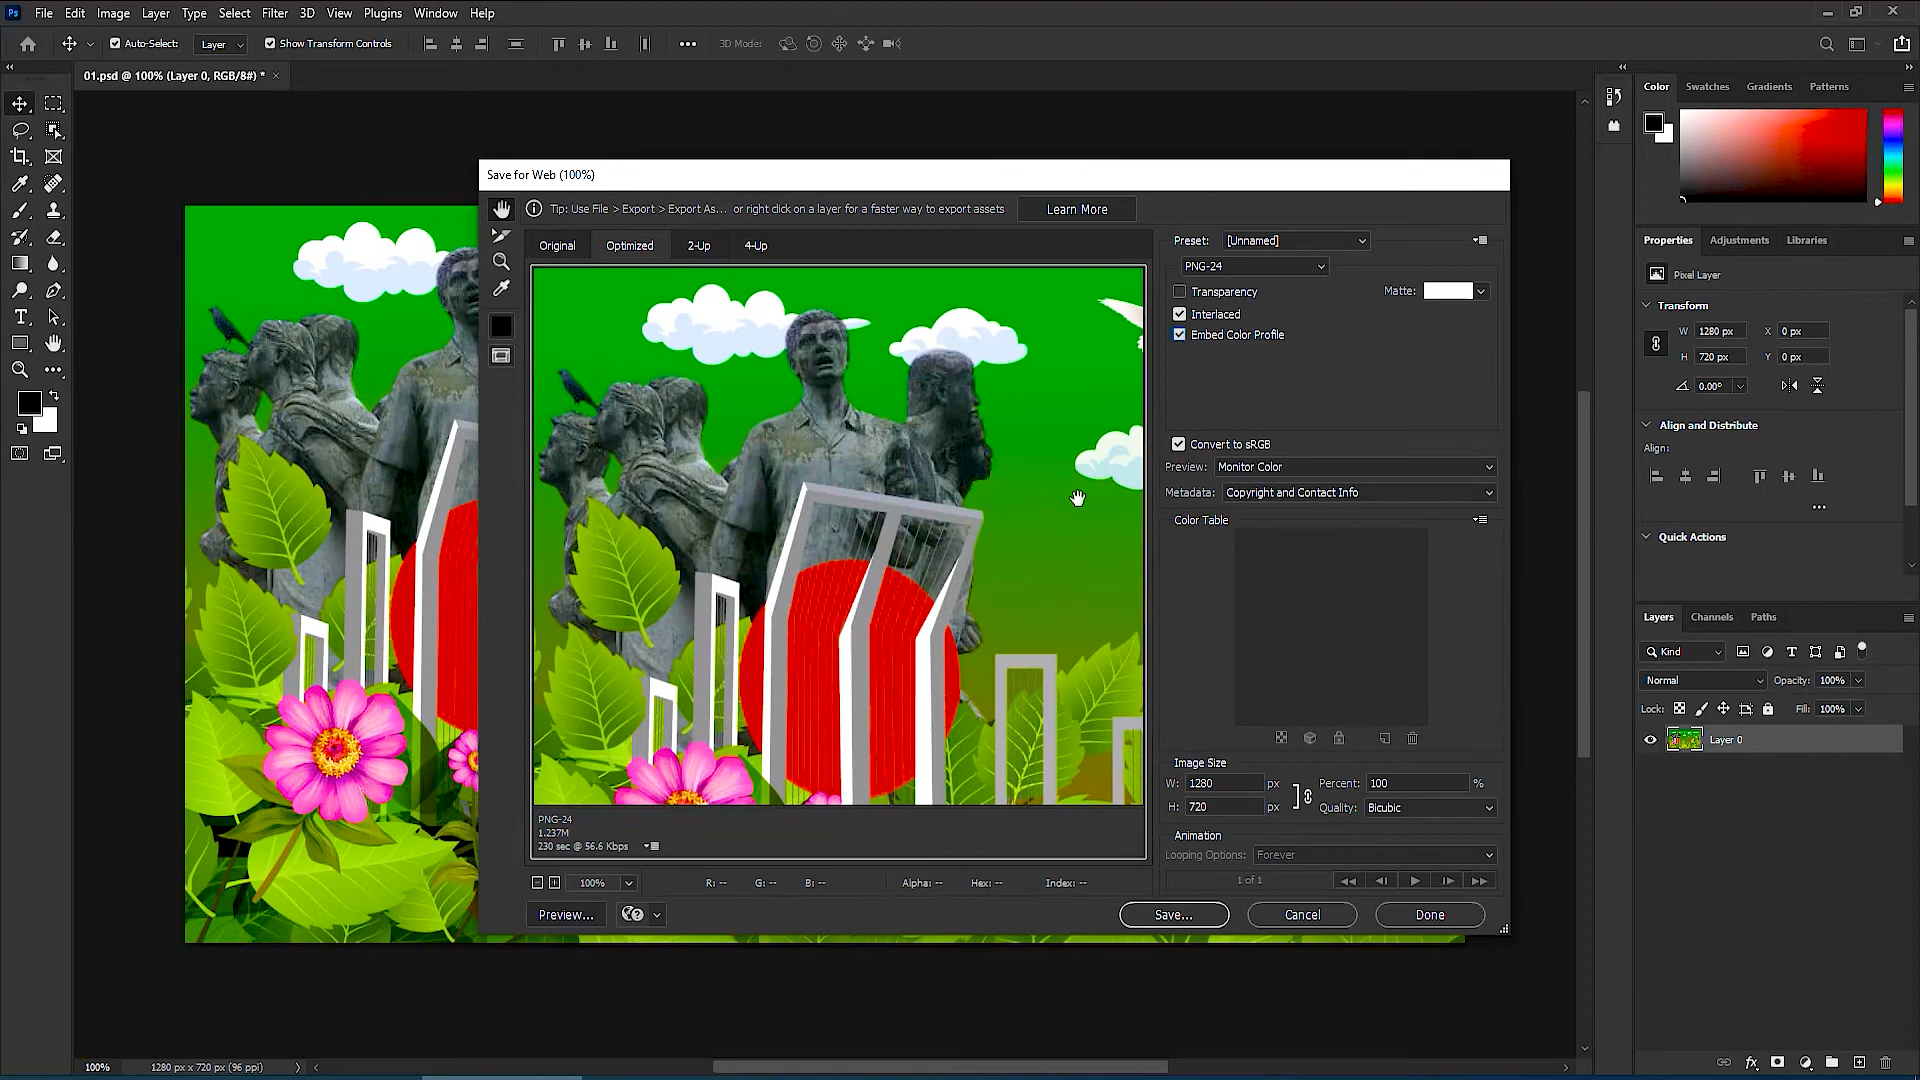 Ps File Edit Image Layer Type Select Filter 3D View Plugins Window Help
Auto-Select: Layer Show Transform Controls 3D Mode:
01.psd @ 100% (Layer 0, RGB/8#) *
Save for Web (100%)
Tip: Use File > Export > Export As... or right click on a layer for a faster way to export assets Learn More
Original Optimized 2-Up 4-Up
Preset: [Unnamed]
PNG-24
Transparency Matte:
Interlaced
Embed Color Profile
Convert to sRGB
Preview: Monitor Color
Metadata: Copyright and Contact Info
Color Table
Image Size
W: 1280 px Percent: 100 %
H: 720 px Quality: Bicubic
Animation
Looping Options: Forever
1 of 1
PNG-24
1.237M
230 sec @ 56.6 Kbps
100% R: -- G: -- B: -- Alpha: -- Hex: -- Index: --
Preview... Save... Cancel Done
Color Swatches Gradients Patterns
Properties Adjustments Libraries
Pixel Layer
Transform
W 1280 px X 0 px
H 720 px Y 0 px
0.00°
Align and Distribute
Align:
Quick Actions
Layers Channels Paths
Kind
Normal Opacity: 100%
Lock: Fill: 100%
Layer 0
fx
100% 1280 px x 720 px (96 ppi)